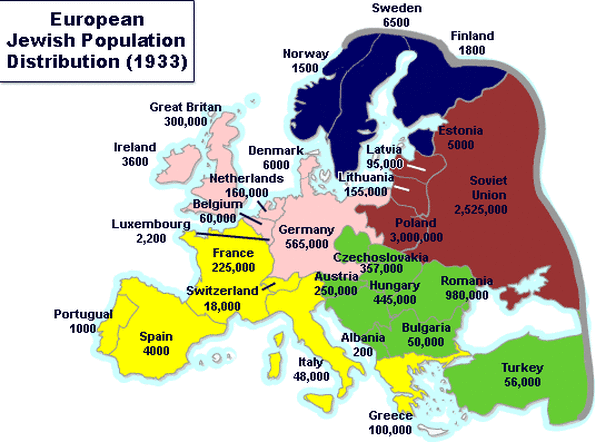 European
Jewish Population
Distribution (1933)
Sweden
6500
Finland
1800
Norway
1500
Great Britan
300,000
Ireland
3600
Denmark
6000
Estonia
5000
Latvia
95,000
Lithuania
155,000
Netherlands
160,000
Belgium
60,000
Soviet
Union
2,525,000
Luxembourg
2,200
Germany
565,000
Poland
3,000,000
France
225,000
Czechoslovakia
357,000
Switzerland
18,000
Austria
250,000
Hungary
445,000
Romania
980,000
Portugual
1000
Spain
4000
Italy
48,000
Albania
200
Bulgaria
50,000
Turkey
56,000
Greece
100,000